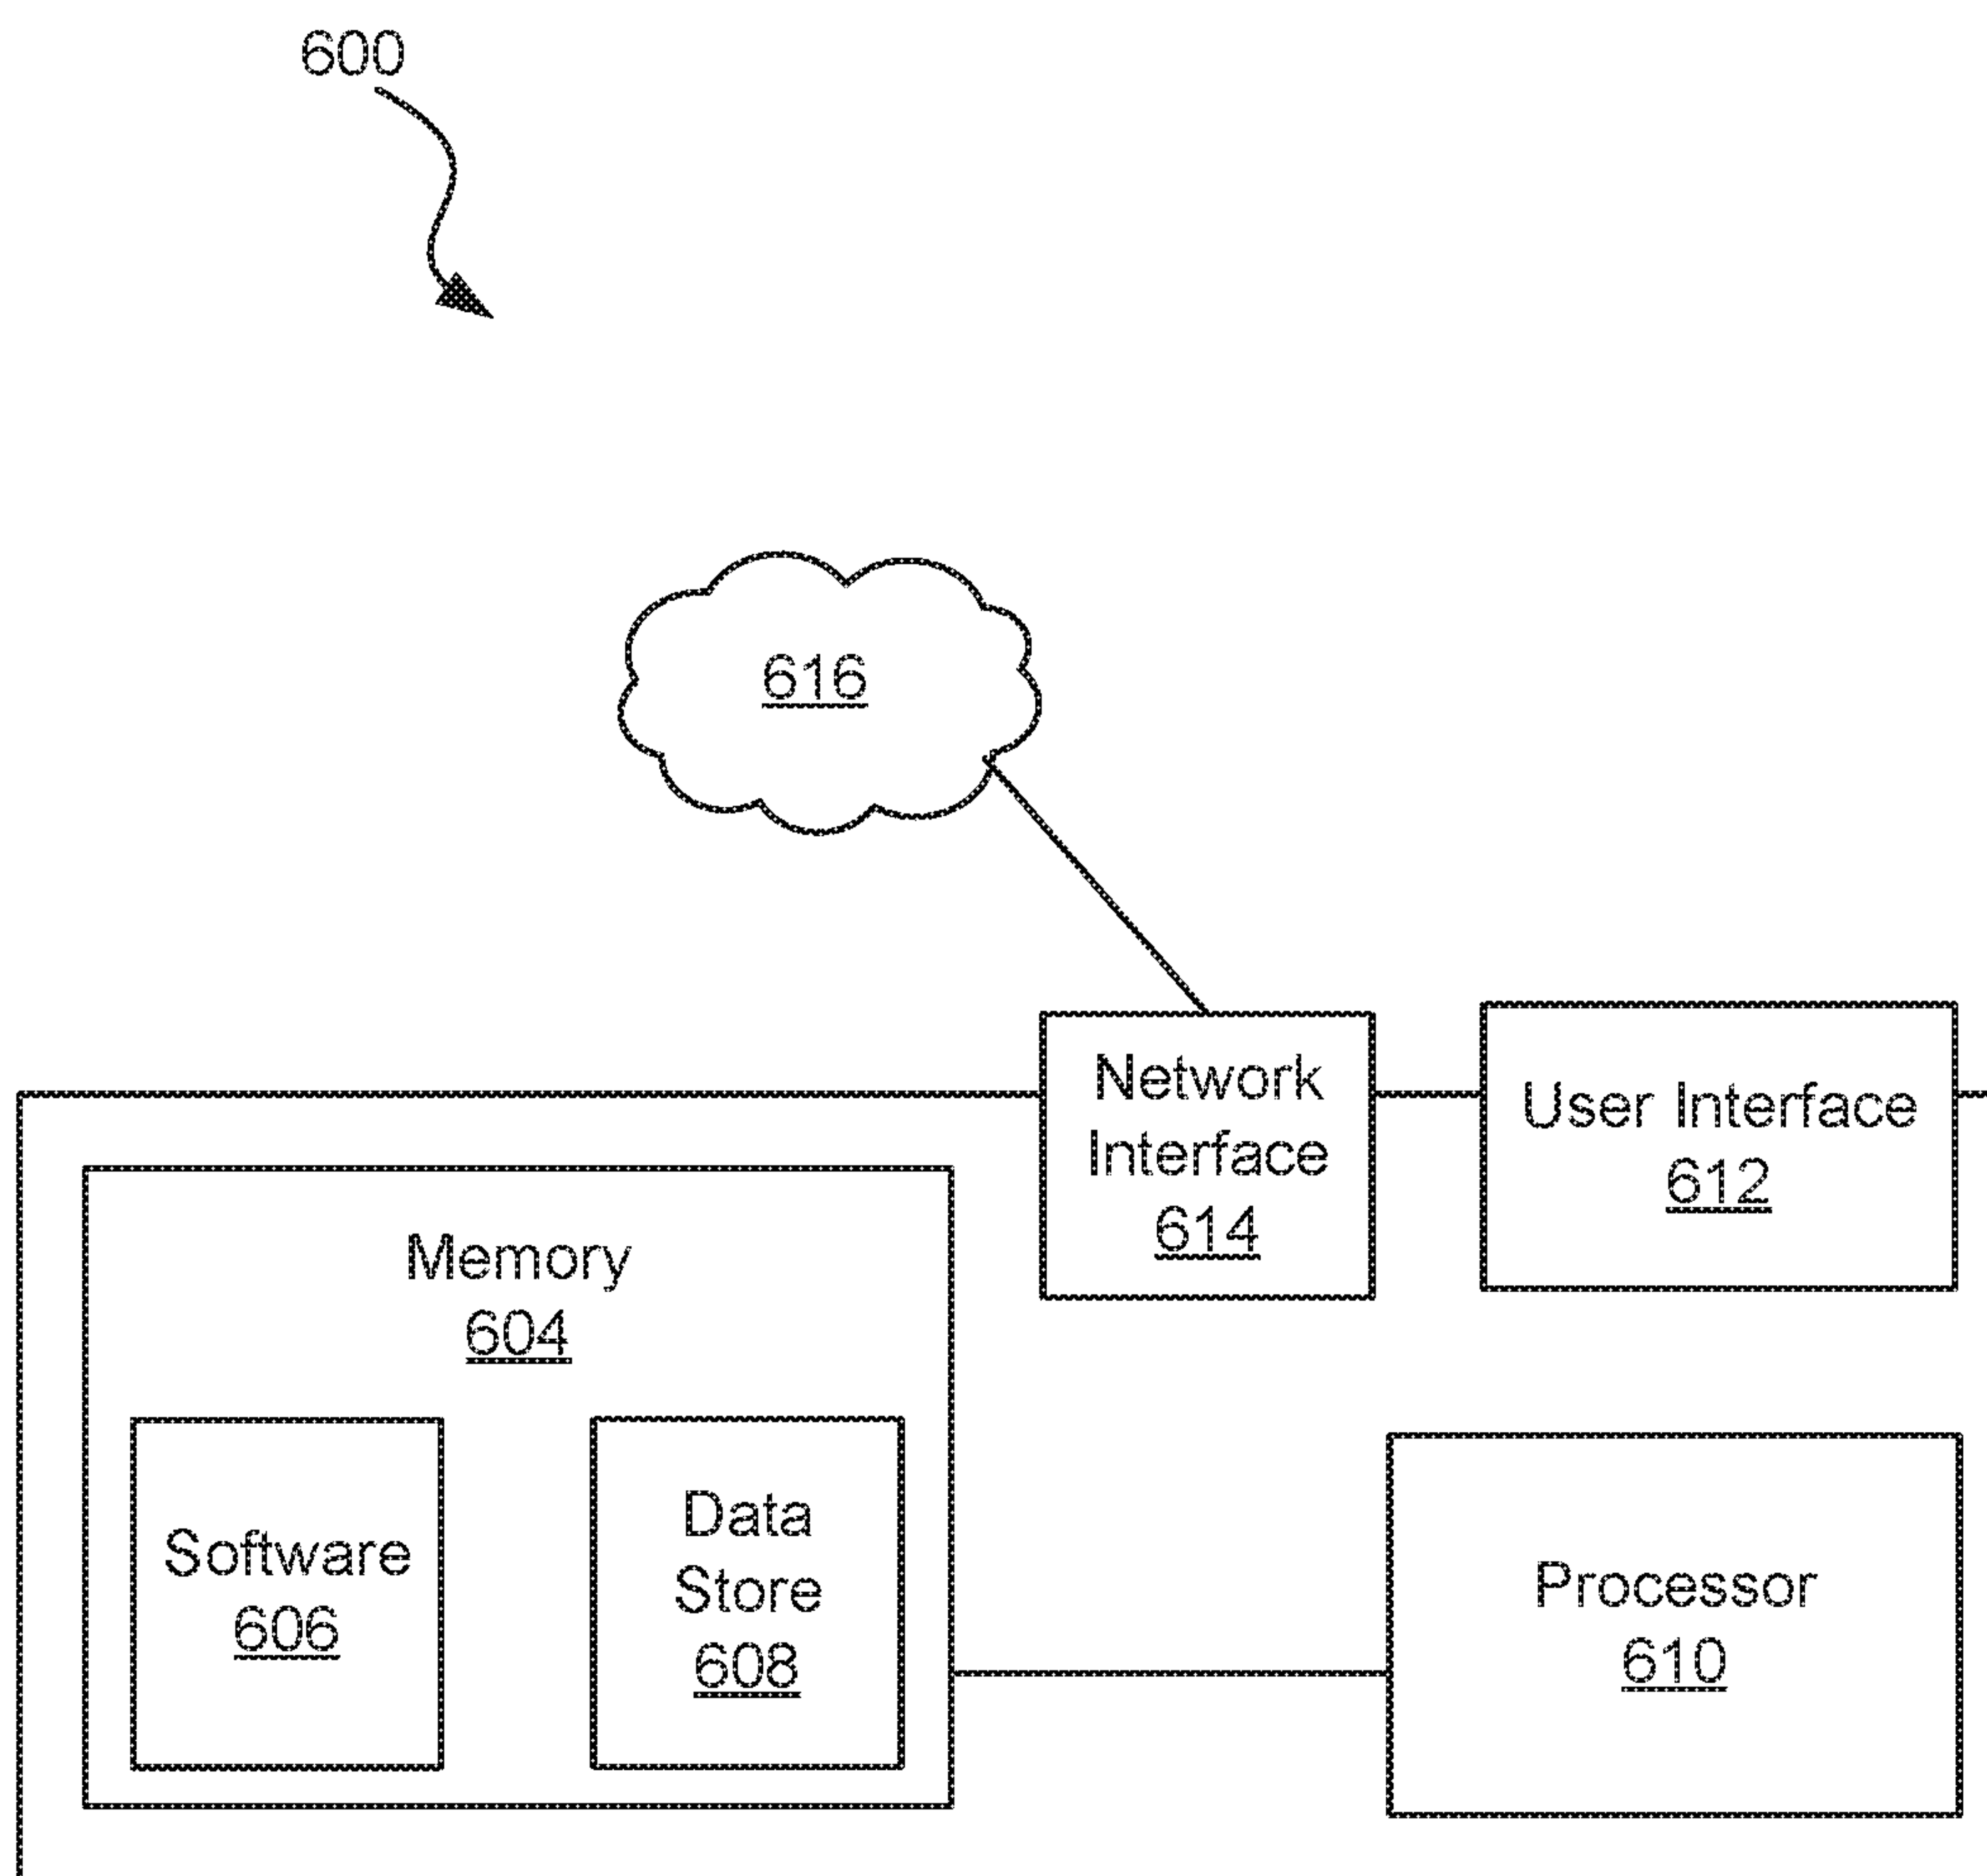 600
616
Network
Interface
614
User Interface
612
Memory
604
Software
606
Data
Store
608
Processor
610